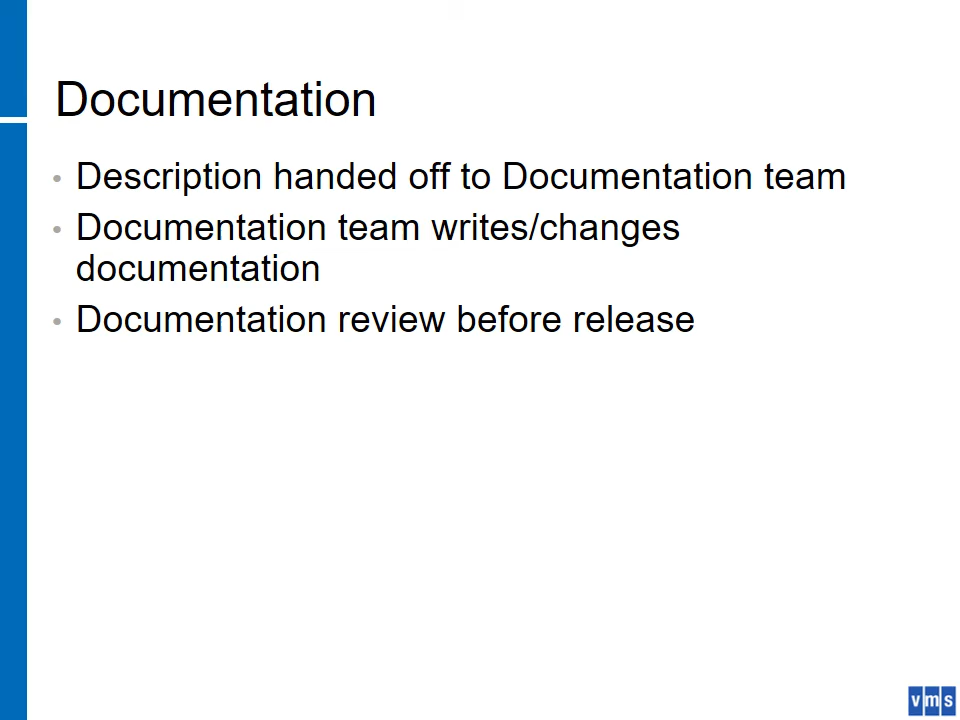 Documentation
• Description handed off to Documentation team
• Documentation team writes/changes
documentation
• Documentation review before release
vms